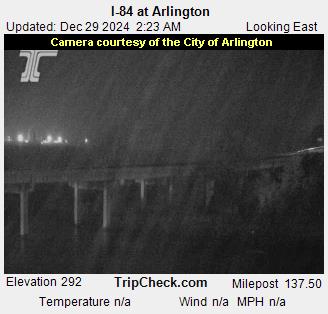 I-84 at Arlington
Updated: Dec 29 2024 2:23 AM Looking East
Camera courtesy of the City of Arlington
Elevation 292 TripCheck.com Milepost 137.50
Temperature n/a Wind n/a MPH n/a